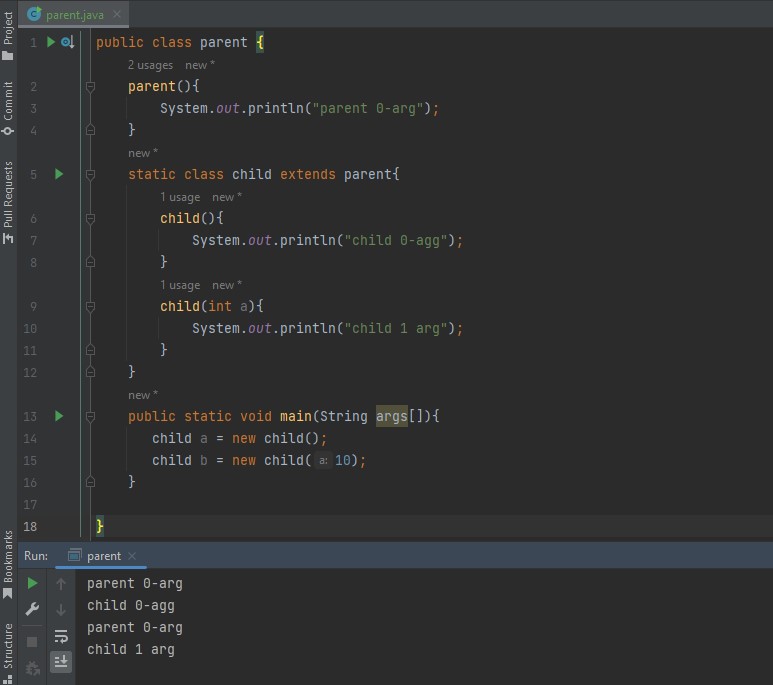 parent.java
Project
Commit
Pull Requests
Bookmarks
Structure
1 public class parent {
2 usages new *
2 parent(){
3 System.out.println("parent 0-arg");
4 }
new *
5 static class child extends parent{
1 usage new *
6 child(){
7 System.out.println("child 0-agg");
8 }
1 usage new *
9 child(int a){
10 System.out.println("child 1 arg");
11 }
12 }
new *
13 public static void main(String args[]){
14 child a = new child();
15 child b = new child( a: 10);
16 }
17
18 }
Run: parent
parent 0-arg
child 0-agg
parent 0-arg
child 1 arg